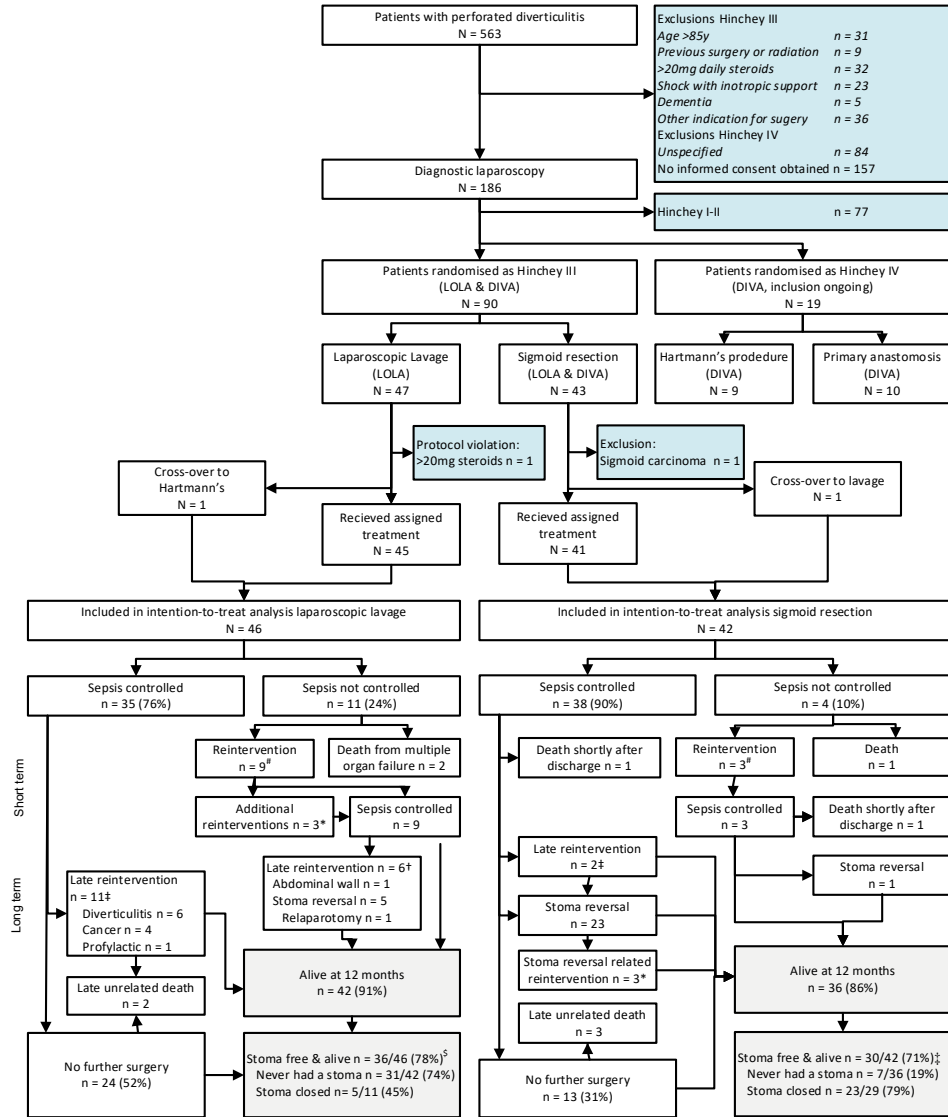 Patients with perforated diverticulitis
N = 563
Exclusions Hinchey III
Age >85y n = 31
Previous surgery or radiation n = 9
>20mg daily steroids n = 32
Shock with inotropic support n = 23
Dementia n = 5
Other indication for sugery n = 36
Exclusions Hinchey IV
Unspecified n = 84
No informed consent obtained n = 157
Diagnostic laparoscopy
N = 186
Hinchey I-II n = 77
Patients randomised as Hinchey III
(LOLA & DIVA)
N = 90
Patients randomised as Hinchey IV
(DIVA, inclusion ongoing)
N = 19
Laparoscopic Lavage
(LOLA)
N = 47
Sigmoid resection
(LOLA & DIVA)
N = 43
Hartmann's prodedure
(DIVA)
N = 9
Primary anastomosis
(DIVA)
N = 10
Protocol violation:
>20mg steroids n = 1
Exclusion:
Sigmoid carcinoma n = 1
Cross-over to
Hartmann's
N = 1
Recieved assigned
treatment
N = 45
Recieved assigned
treatment
N = 41
Cross-over to lavage
N = 1
Included in intention-to-treat analysis laparoscopic lavage
N = 46
Included in intention-to-treat analysis sigmoid resection
N = 42
Short term
Long term
Sepsis controlled
n = 35 (76%)
Sepsis not controlled
n = 11 (24%)
Reintervention
n = 9#
Death from multiple
organ failure n = 2
Additional
reinterventions n = 3*
Sepsis controlled
n = 9
Late reintervention n = 6†
Abdominal wall n = 1
Stoma reversal n = 5
Relaparotomy n = 1
Late reintervention
n = 11‡
Diverticulitis n = 6
Cancer n = 4
Profylactic n = 1
Late unrelated death
n = 2
Alive at 12 months
n = 42 (91%)
No further surgery
n = 24 (52%)
Stoma free & alive n = 36/46 (78%)$
Never had a stoma n = 31/42 (74%)
Stoma closed n= 5/11 (45%)
Sepsis controlled
n = 38 (90%)
Sepsis not controlled
n = 4 (10%)
Death shortly after
discharge n = 1
Reintervention
n = 3#
Death
n = 1
Sepsis controlled
n = 3
Death shortly after
discharge n = 1
Late reintervention
n = 2‡
Stoma reversal
n = 1
Stoma reversal
n = 23
Stoma reversal related
reintervention n = 3*
Alive at 12 months
n = 36 (86%)
Late unrelated death
n = 3
No further surgery
n = 13 (31%)
Stoma free & alive n = 30/42 (71%)‡
Never had a stoma n = 7/36 (19%)
Stoma closed n = 23/29 (79%)